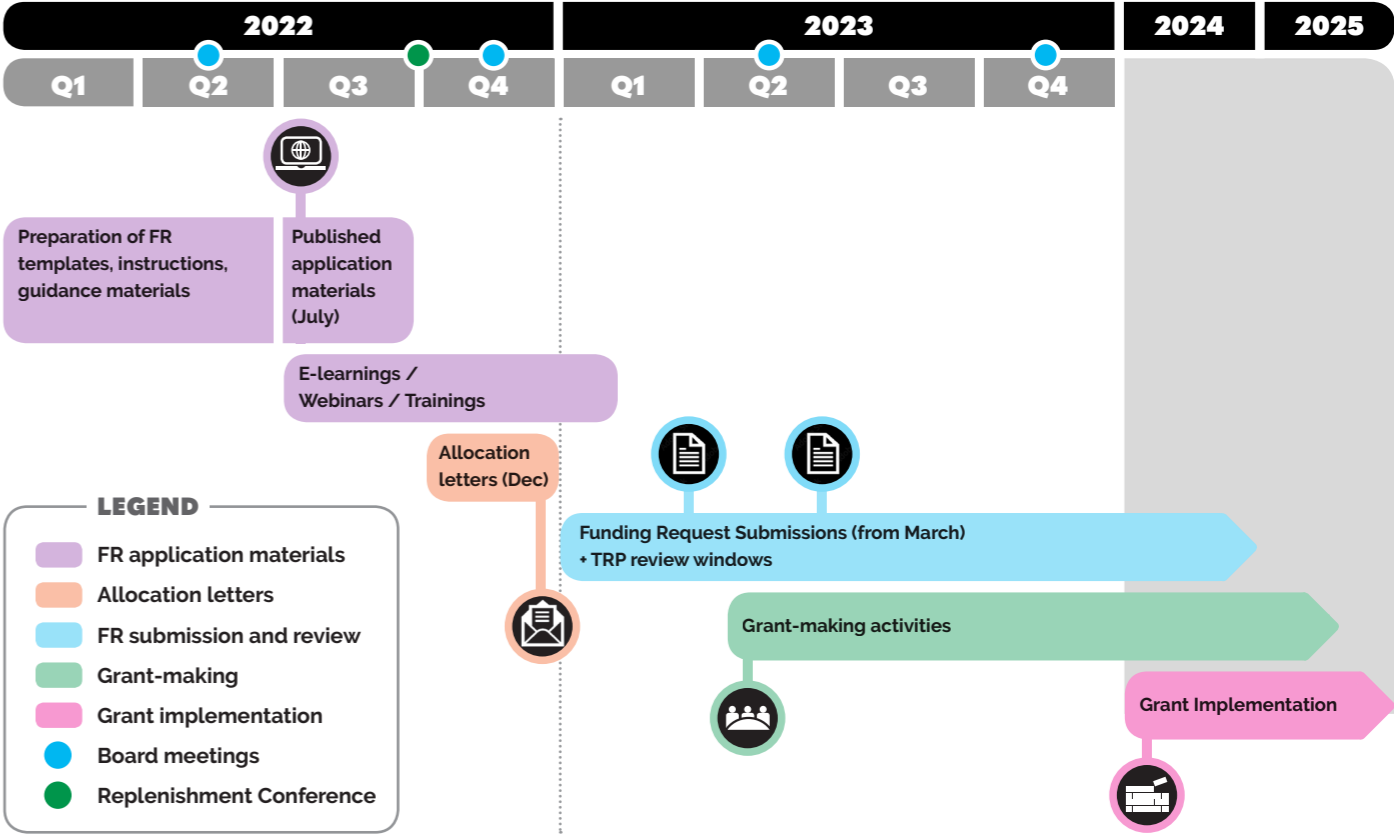 2022
2023
2024
2025
Q1
Q2
Q3
Q4
Q1
Q2
Q3
Q4
Preparation of FR
templates, instructions,
guidance materials
Published
application
materials
(July)
E-learnings /
Webinars / Trainings
Allocation
letters (Dec)
Funding Request Submissions (from March)
+ TRP review windows
Grant-making activities
Grant Implementation
LEGEND
FR application materials
Allocation letters
FR submission and review
Grant-making
Grant implementation
Board meetings
Replenishment Conference